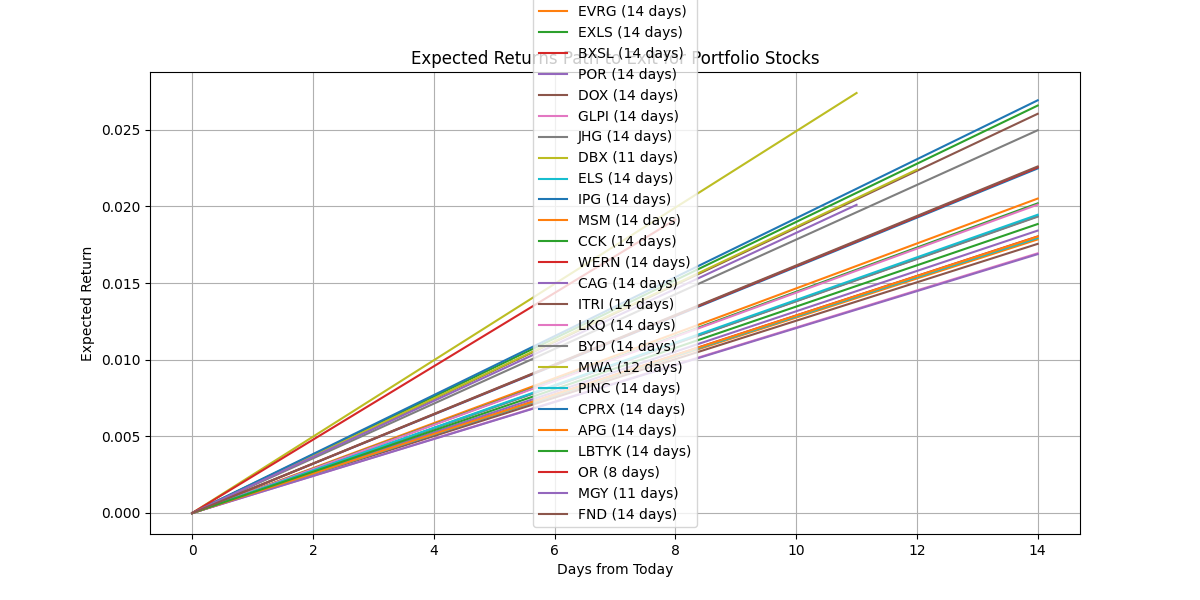 EVRG (14 days)
EXLS (14 days)
BXSL (14 days)
Expected Returns Path to Exit for Portfolio Stocks
POR (14 days)
DOX (14 days)
GLPI (14 days)
JHG (14 days)
DBX (11 days)
ELS (14 days)
IPG (14 days)
MSM (14 days)
CCK (14 days)
WERN (14 days)
CAG (14 days)
ITRI (14 days)
LKQ (14 days)
BYD (14 days)
MWA (12 days)
PINC (14 days)
CPRX (14 days)
APG (14 days)
LBTYK (14 days)
OR (8 days)
MGY (11 days)
FND (14 days)
Expected Return
0.025
0.020
0.015
0.010
0.005
0.000
0 2 4 6 8 10 12 14
Days from Today